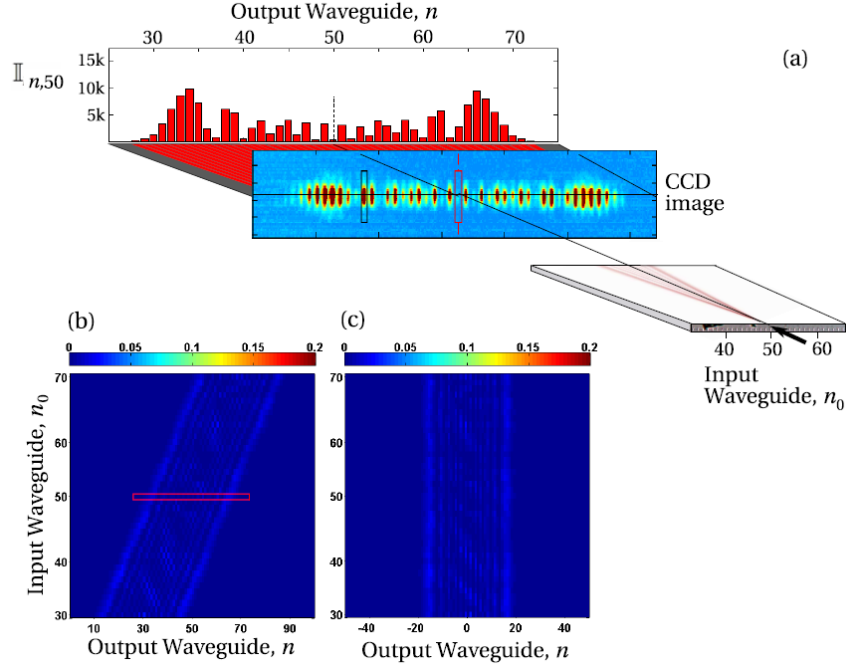 Output Waveguide, n
30 40 50 60 70
(a)
𝕀 n,50
15k
10k
5k
CCD
image
40 50 60
Input
Waveguide, n₀
(b)
(c)
0 0.05 0.1 0.15 0.2
0 0.05 0.1 0.15 0.2
Input Waveguide, n₀
70
60
50
40
30
10 30 50 70 90
Output Waveguide, n
70
60
50
40
30
-40 -20 0 20 40
Output Waveguide, n